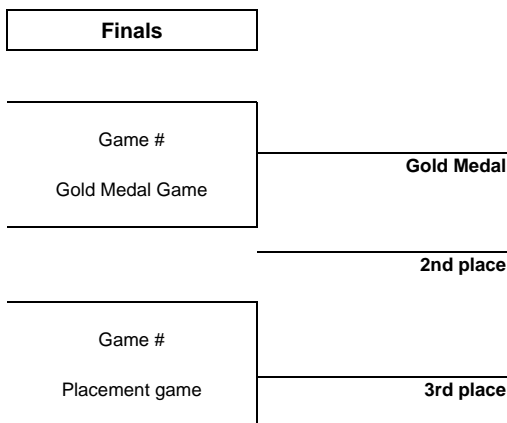 Finals
Game #
Gold Medal
Gold Medal Game
2nd place
Game #
Placement game
3rd place